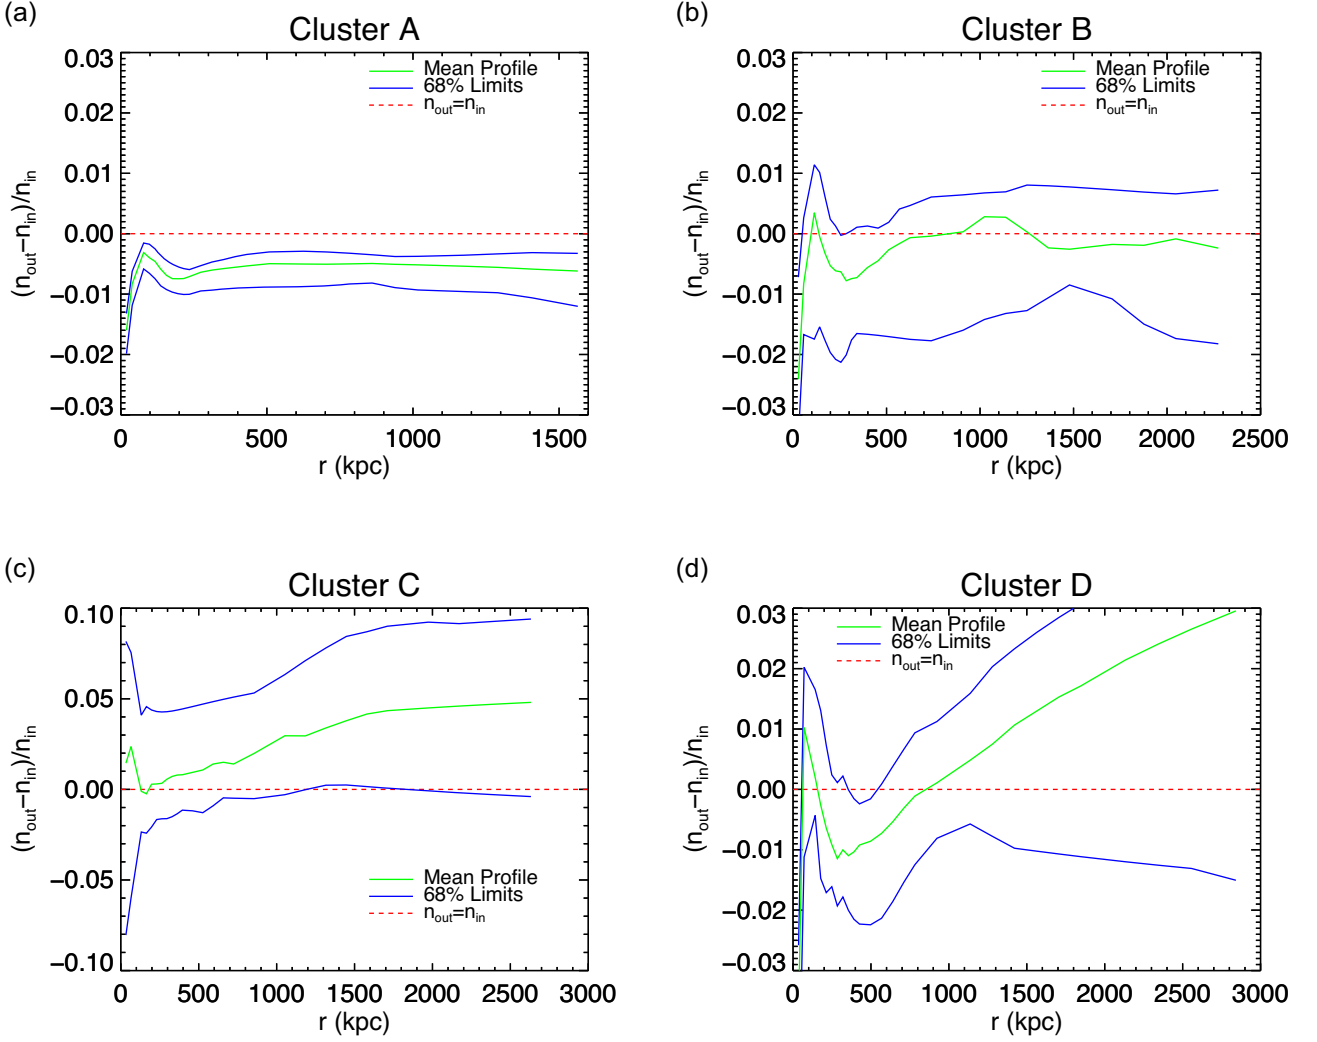 (a)
Cluster A
0.03
0.02
0.01
0.00
−0.01
−0.02
−0.03
(n_out−n_in)/n_in
Mean Profile
68% Limits
n_out=n_in
0 500 1000 1500
r (kpc)
(b)
Cluster B
0.03
0.02
0.01
0.00
−0.01
−0.02
−0.03
(n_out−n_in)/n_in
Mean Profile
68% Limits
n_out=n_in
0 500 1000 1500 2000 2500
r (kpc)
(c)
Cluster C
0.10
0.05
0.00
−0.05
−0.10
(n_out−n_in)/n_in
Mean Profile
68% Limits
n_out=n_in
0 500 1000 1500 2000 2500 3000
r (kpc)
(d)
Cluster D
0.03
0.02
0.01
0.00
−0.01
−0.02
−0.03
(n_out−n_in)/n_in
Mean Profile
68% Limits
n_out=n_in
0 500 1000 1500 2000 2500 3000
r (kpc)